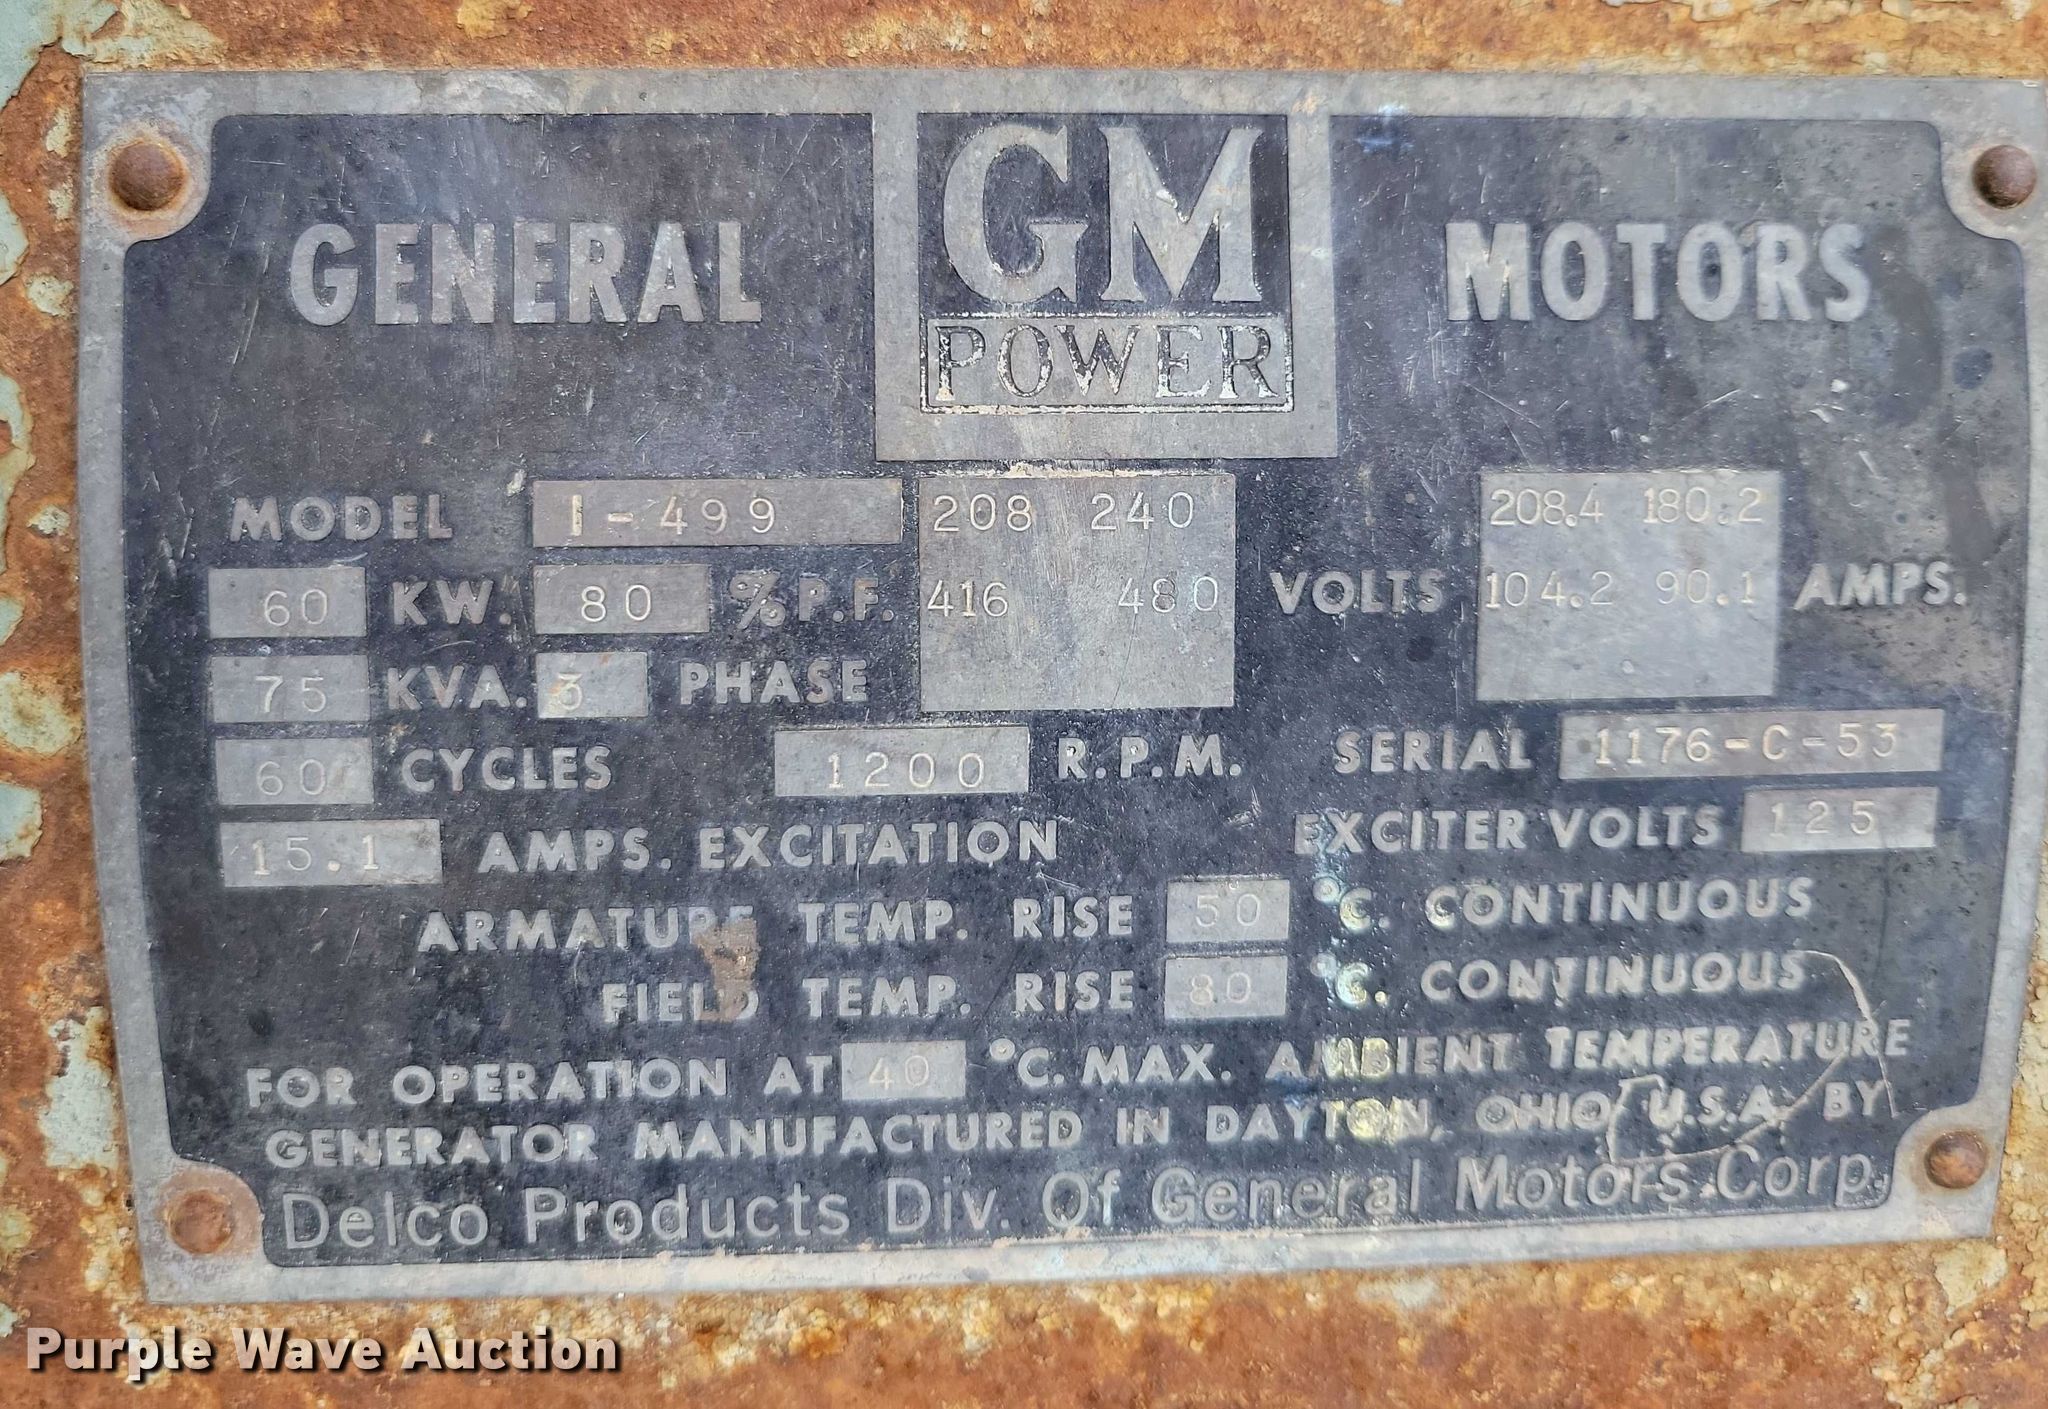 GENERAL GM MOTORS
POWER
MODEL I-499 208 240 208.4 180.2
60 KW. 80 % P.F. 416 480 VOLTS 104.2 90.1 AMPS.
75 KVA. 3 PHASE
60 CYCLES 1200 R.P.M. SERIAL 1176-C-53
15.1 AMPS. EXCITATION EXCITER VOLTS 125
ARMATURE TEMP. RISE 50 °C. CONTINUOUS
FIELD TEMP. RISE 80 °C. CONTINUOUS
FOR OPERATION AT 40 °C. MAX. AMBIENT TEMPERATURE
GENERATOR MANUFACTURED IN DAYTON, OHIO, U.S.A. BY
Delco Products Div. Of General Motors Corp.
Purple Wave Auction